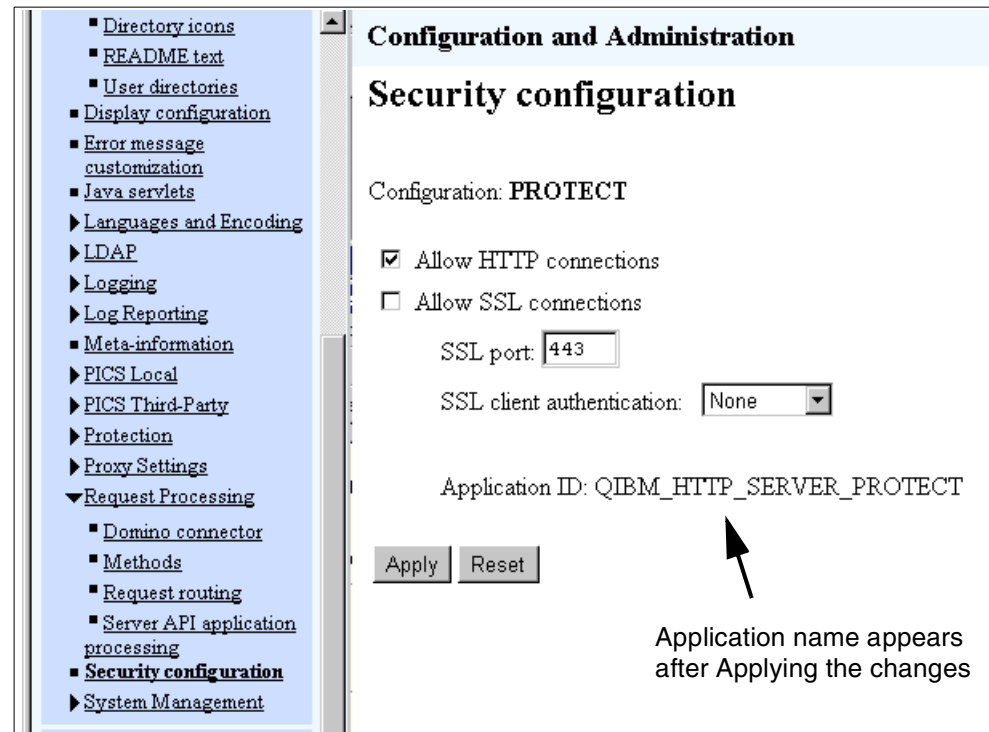 Directory icons
README text
User directories
Display configuration
Error message
customization
Java servlets
Languages and Encoding
LDAP
Logging
Log Reporting
Meta-information
PICS Local
PICS Third-Party
Protection
Proxy Settings
Request Processing
Domino connector
Methods
Request routing
Server API application
processing
Security configuration
System Management
Configuration and Administration
Security configuration
Configuration: PROTECT
Allow HTTP connections
Allow SSL connections
SSL port: 443
SSL client authentication: None
Application ID: QIBM_HTTP_SERVER_PROTECT
Apply Reset
Application name appears
after Applying the changes